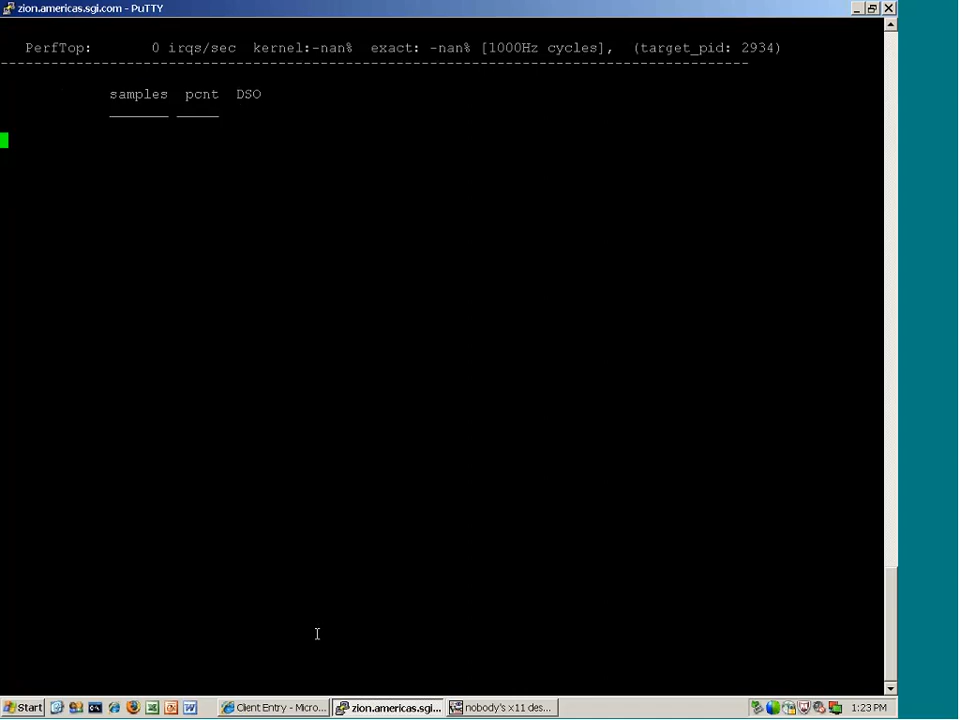 zion.americas.sgi.com - PuTTY
PerfTop: 0 irqs/sec kernel:-nan% exact: -nan% [1000Hz cycles], (target_pid: 2934)
--------------------------------------------------------------------------------
samples pcnt DSO
_______ _____
Start Client Entry - Micro... zion.americas.sgi... nobody's x11 des... 1:23 PM